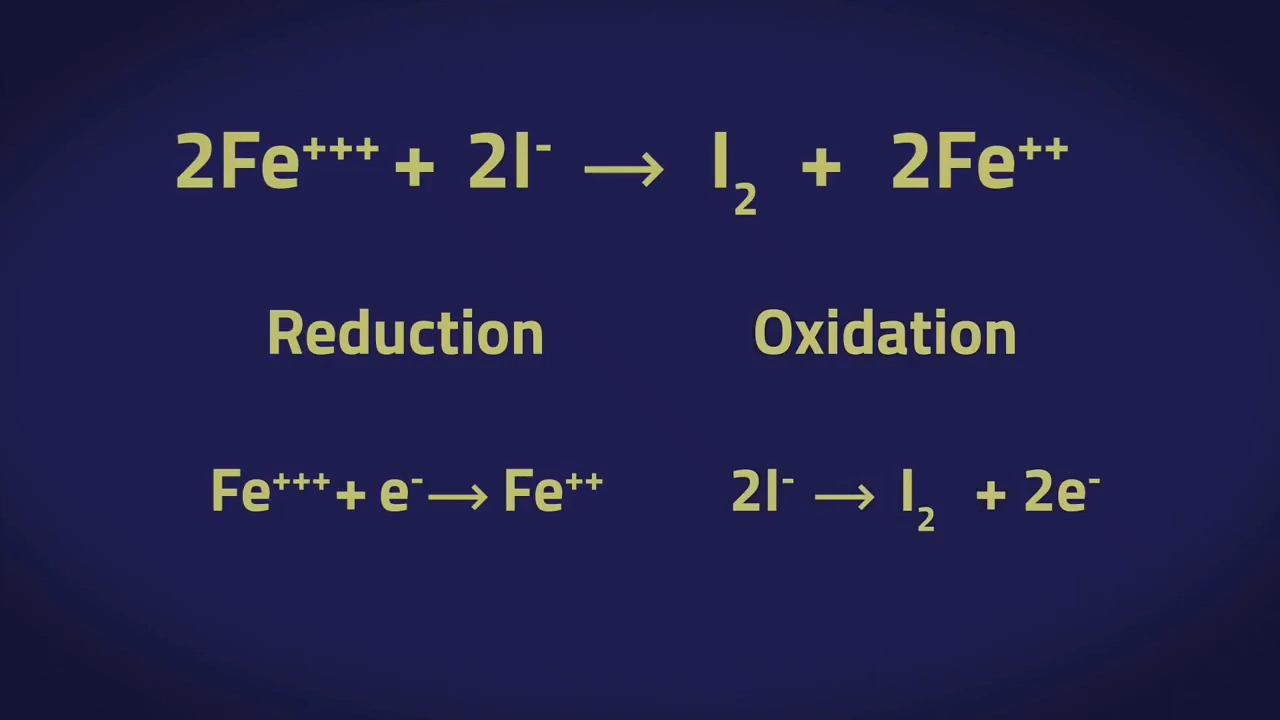 2Fe⁺⁺⁺ + 2I⁻ → I₂ + 2Fe⁺⁺
Reduction Oxidation
Fe⁺⁺⁺ + e⁻ → Fe⁺⁺ 2I⁻ → I₂ + 2e⁻